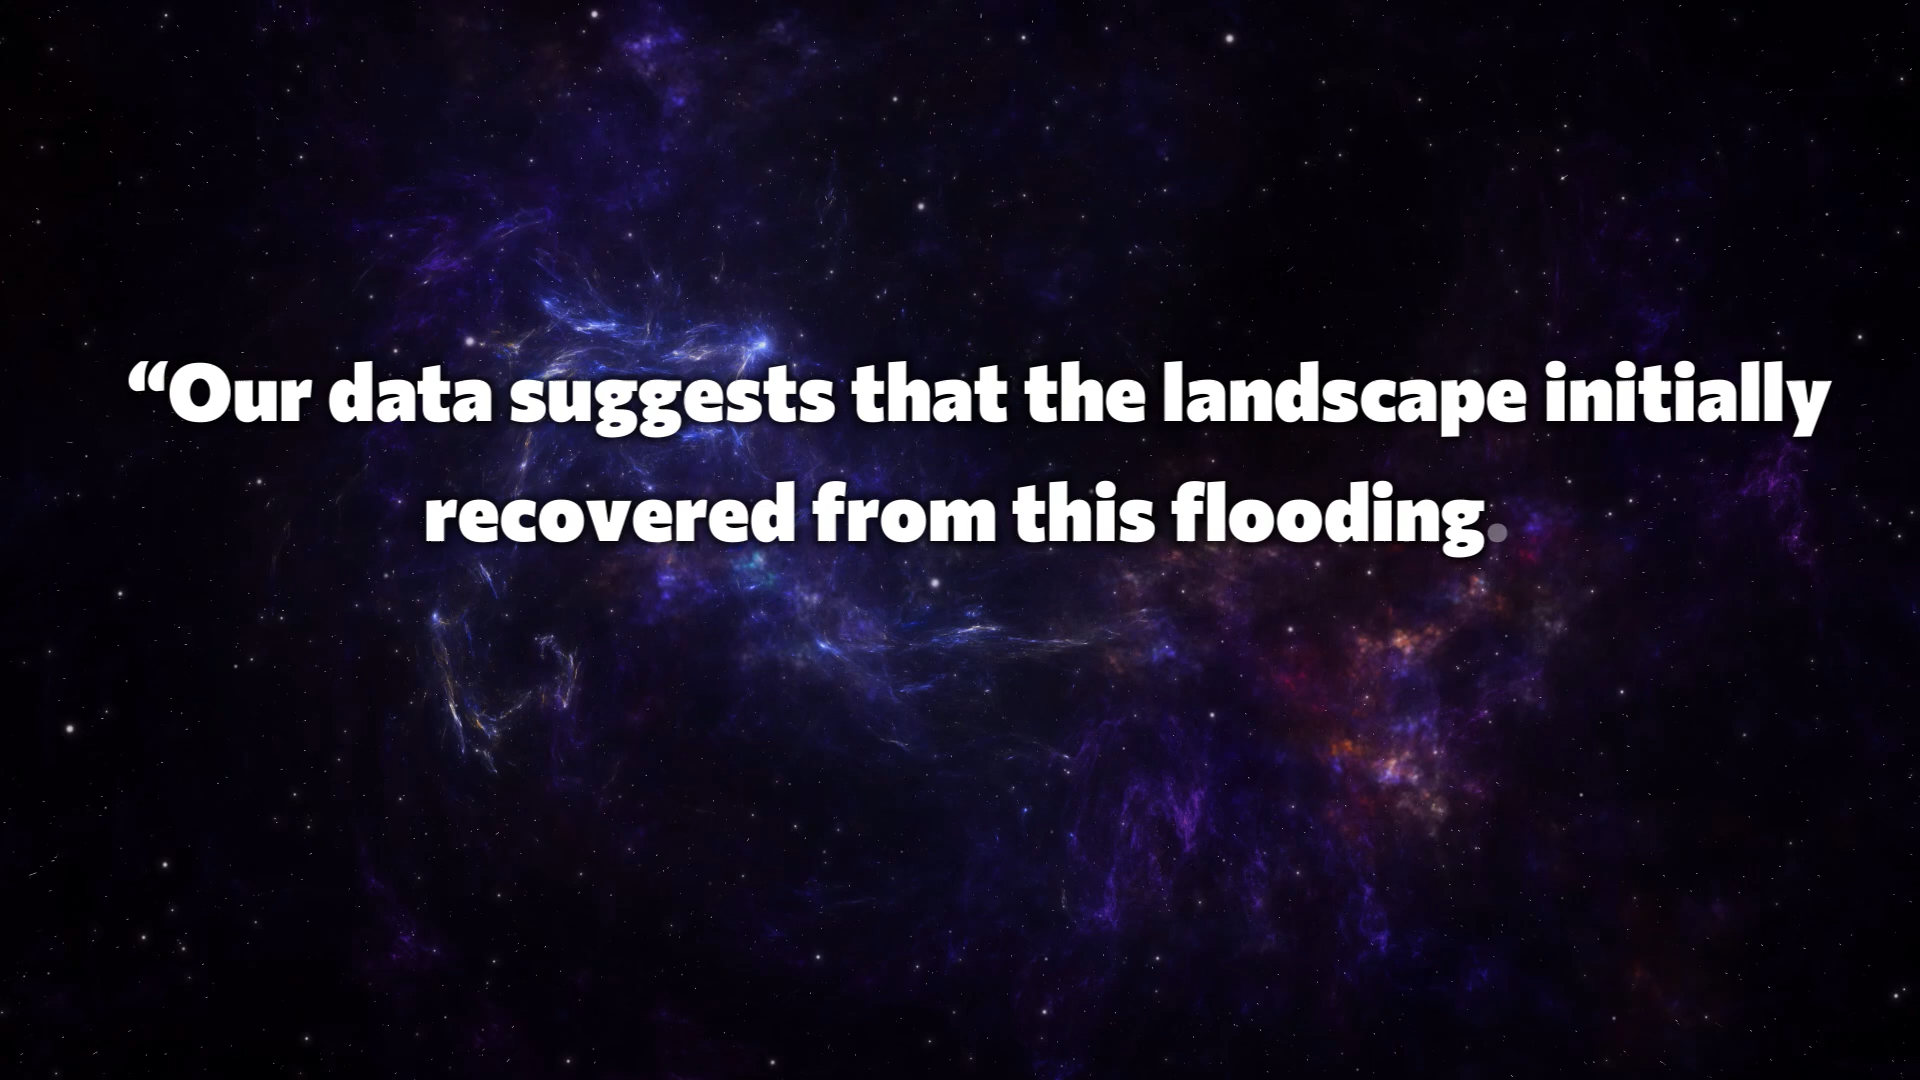 “Our data suggests that the landscape initially
recovered from this flooding.